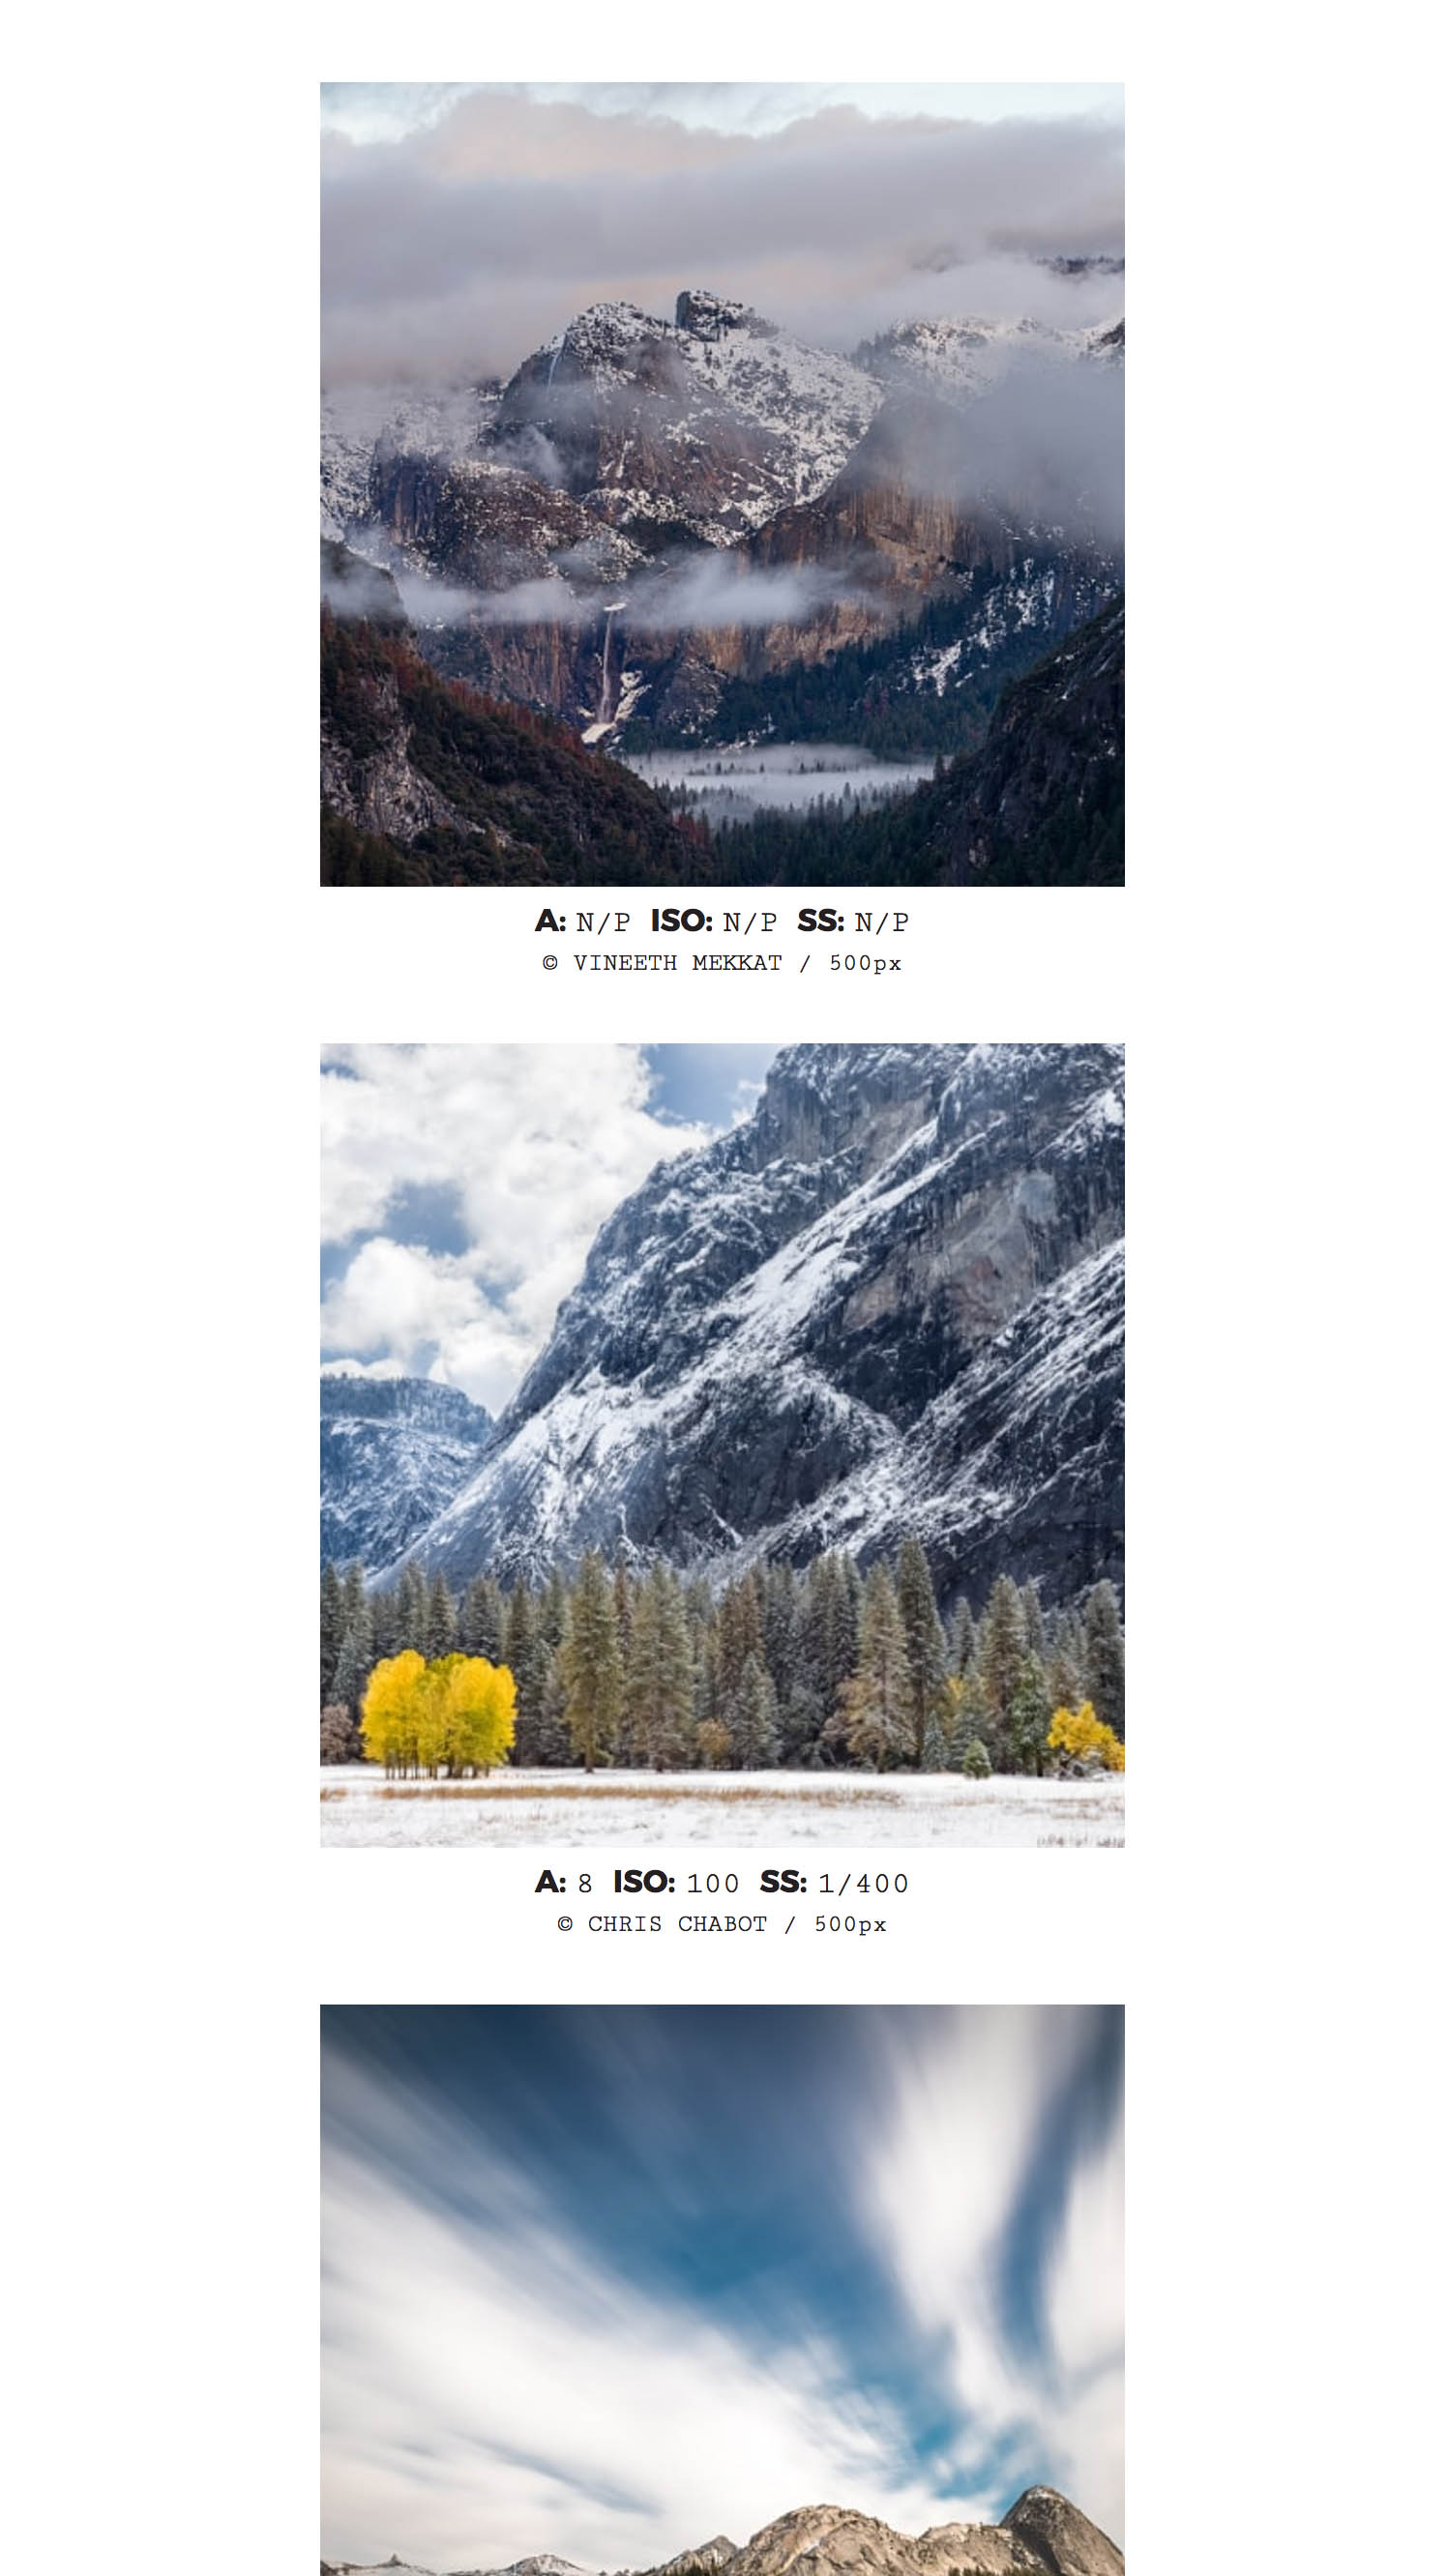 A: N/P ISO: N/P SS: N/P
© VINEETH MEKKAT / 500px
A: 8 ISO: 100 SS: 1/400
© CHRIS CHABOT / 500px